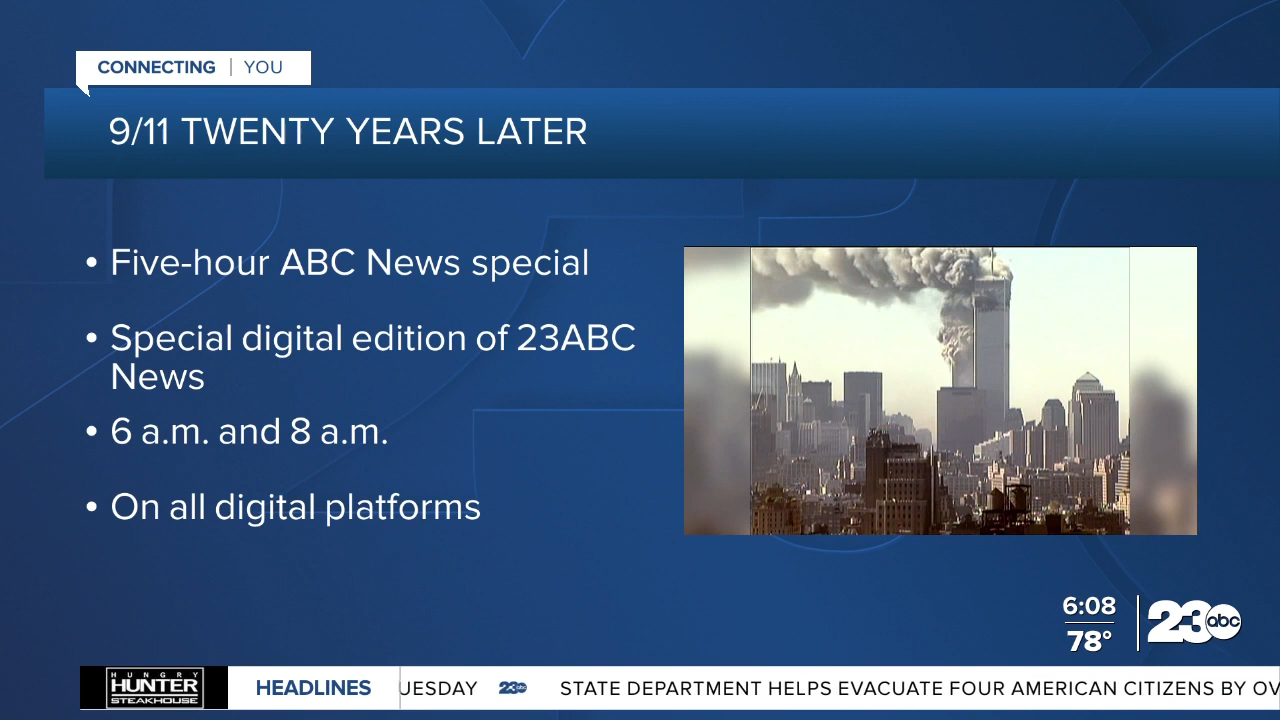 CONNECTING | YOU
9/11 TWENTY YEARS LATER
• Five-hour ABC News special
• Special digital edition of 23ABC
News
• 6 a.m. and 8 a.m.
• On all digital platforms
6:08
78°
23 abc
HUNGRY
HUNTER
STEAKHOUSE
HEADLINES UESDAY 23abc STATE DEPARTMENT HELPS EVACUATE FOUR AMERICAN CITIZENS BY OV